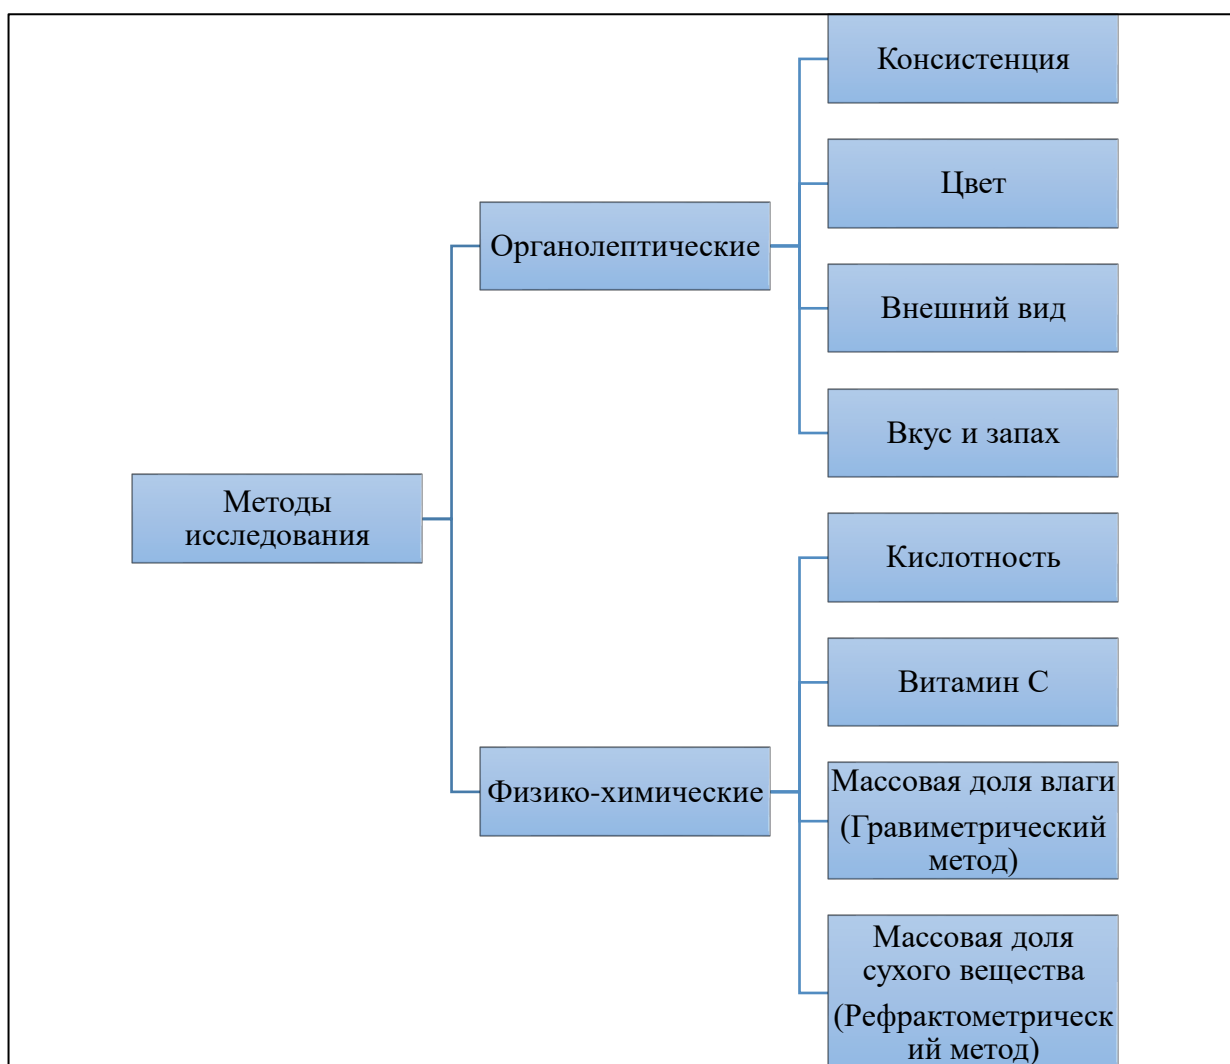 Методы
исследования
Органолептические
Консистенция
Цвет
Внешний вид
Вкус и запах
Физико-химические
Кислотность
Витамин С
Массовая доля влаги
(Гравиметрический
метод)
Массовая доля
сухого вещества
(Рефрактометрическ
ий метод)